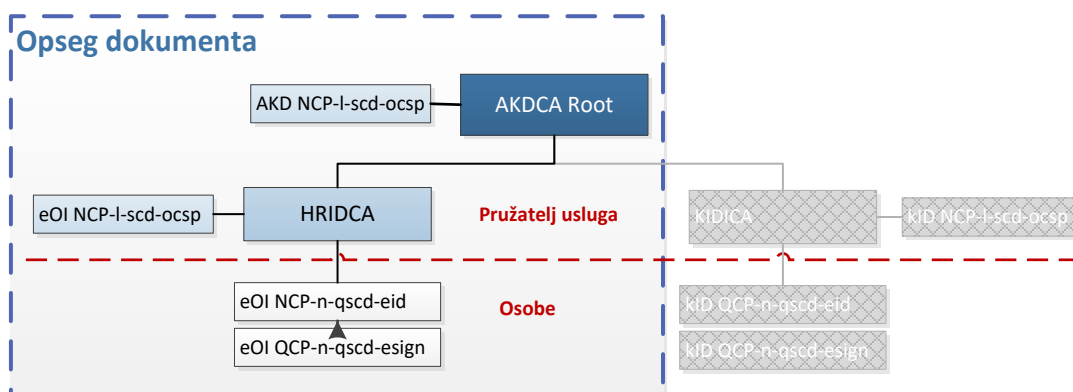 Opseg dokumenta
AKD NCP-l-scd-ocsp
AKDCA Root
eOI NCP-l-scd-ocsp
HRIDCA
Pružatelj usluga
KIDICA
kID NCP-l-scd-ocsp
eOI NCP-n-qscd-eid
Osobe
kID QCP-n-qscd-eid
eOI QCP-n-qscd-esign
kID QCP-n-qscd-esign